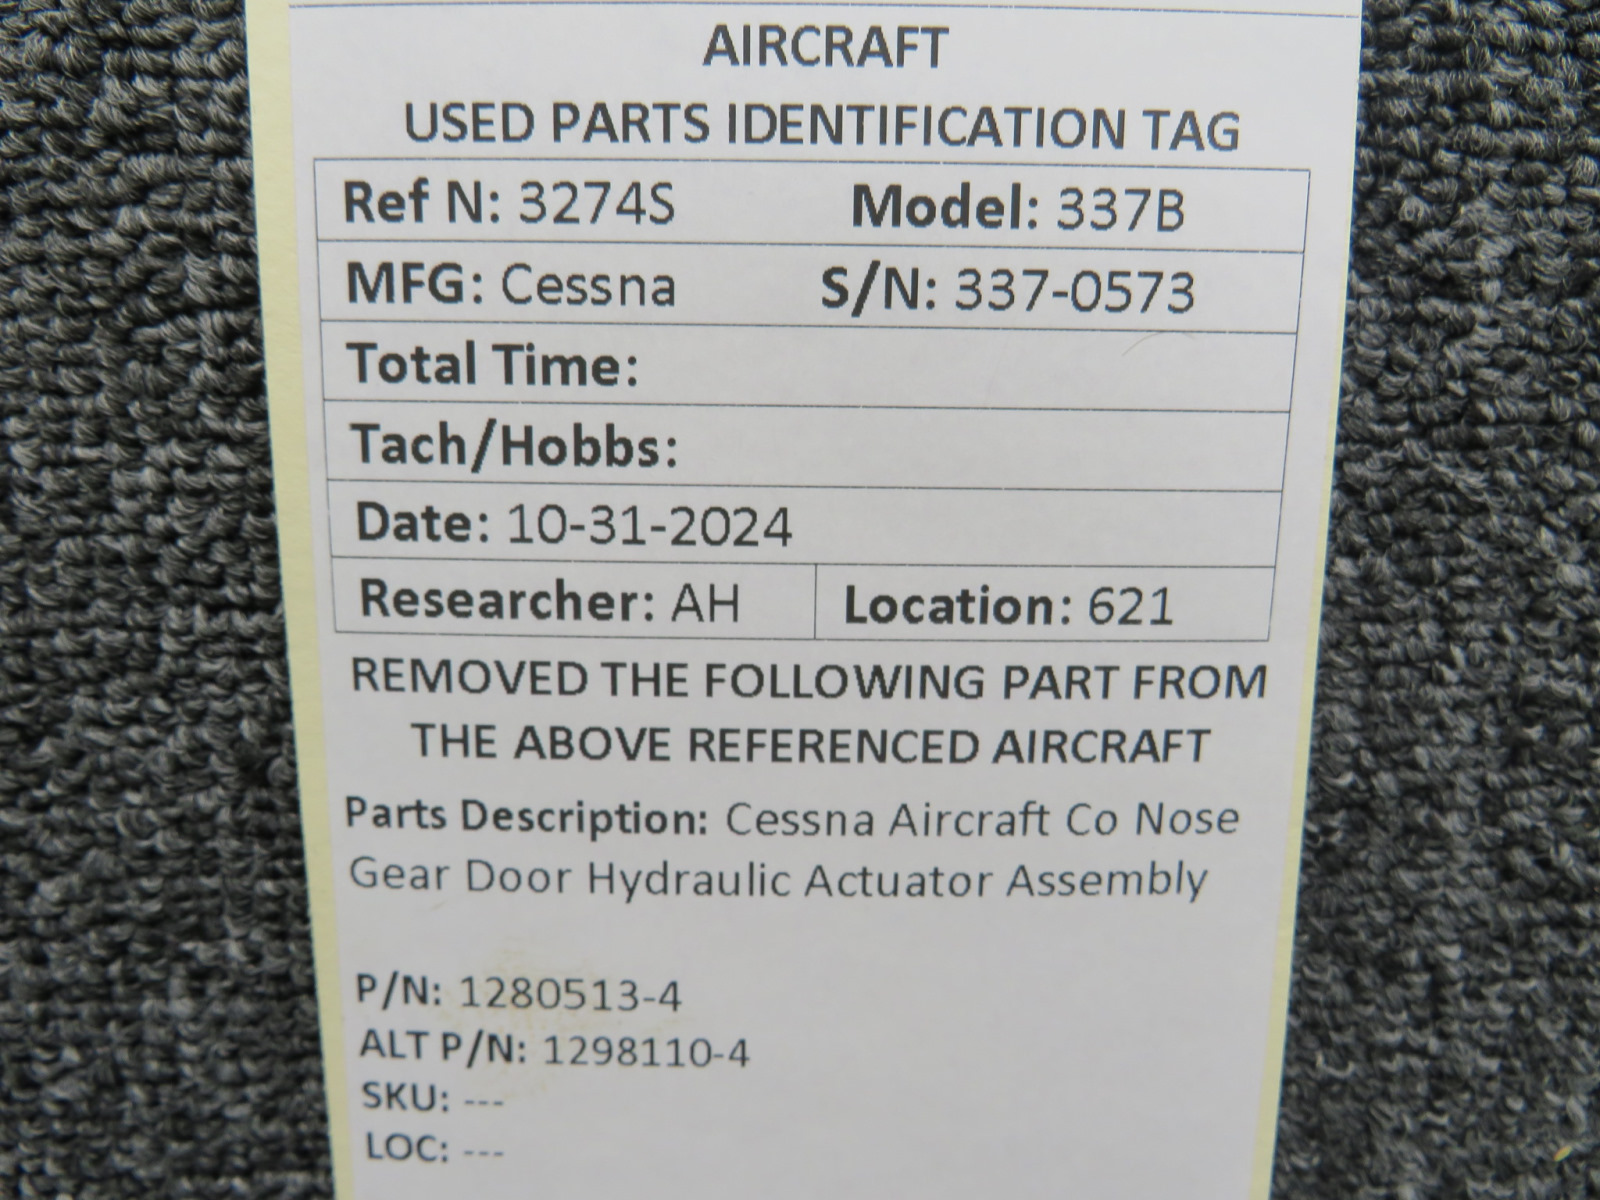 AIRCRAFT
USED PARTS IDENTIFICATION TAG
Ref N: 3274S Model: 337B
MFG: Cessna S/N: 337-0573
Total Time:
Tach/Hobbs:
Date: 10-31-2024
Researcher: AH Location: 621
REMOVED THE FOLLOWING PART FROM
THE ABOVE REFERENCED AIRCRAFT
Parts Description: Cessna Aircraft Co Nose
Gear Door Hydraulic Actuator Assembly
P/N: 1280513-4
ALT P/N: 1298110-4
SKU: ---
LOC: ---